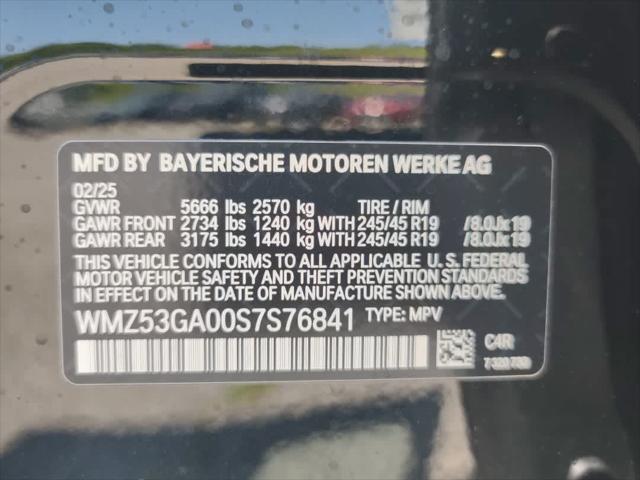 MFD BY BAYERISCHE MOTOREN WERKE AG
02/25
GVWR 5666 lbs 2570 kg TIRE / RIM
GAWR FRONT 2734 lbs 1240 kg WITH 245/45 R19 /8.0Jx19
GAWR REAR 3175 lbs 1440 kg WITH 245/45 R19 /8.0Jx19
THIS VEHICLE CONFORMS TO ALL APPLICABLE U. S. FEDERAL
MOTOR VEHICLE SAFETY AND THEFT PREVENTION STANDARDS
IN EFFECT ON THE DATE OF MANUFACTURE SHOWN ABOVE.
WMZ53GA00S7S76841 TYPE: MPV
C4R